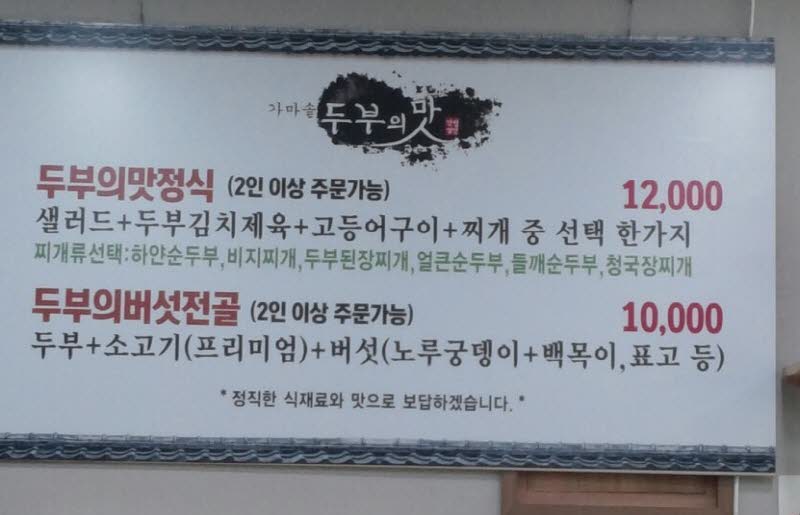 가마솥 두부의 맛
두부의맛정식 (2인 이상 주문가능) 12,000
샐러드+두부김치제육+고등어구이+찌개 중 선택 한가지
찌개류선택:하얀순두부,비지찌개,두부된장찌개,얼큰순두부,들깨순두부,청국장찌개
두부의버섯전골 (2인 이상 주문가능) 10,000
두부+소고기(프리미엄)+버섯(노루궁뎅이+백목이,표고 등)
*정직한 식재료와 맛으로 보답하겠습니다.*